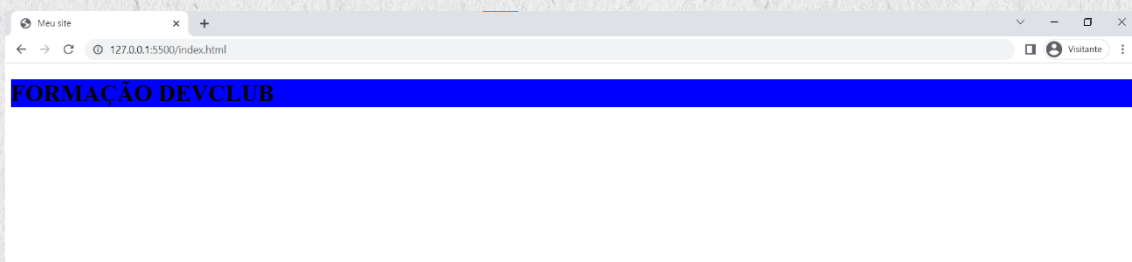 Meu site
127.0.0.1:5500/index.html
Visitante
FORMAÇÃO DEVCLUB